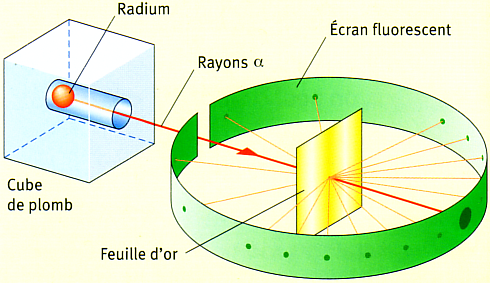 Radium
Écran fluorescent
Rayons α
Cube
de plomb
Feuille d'or